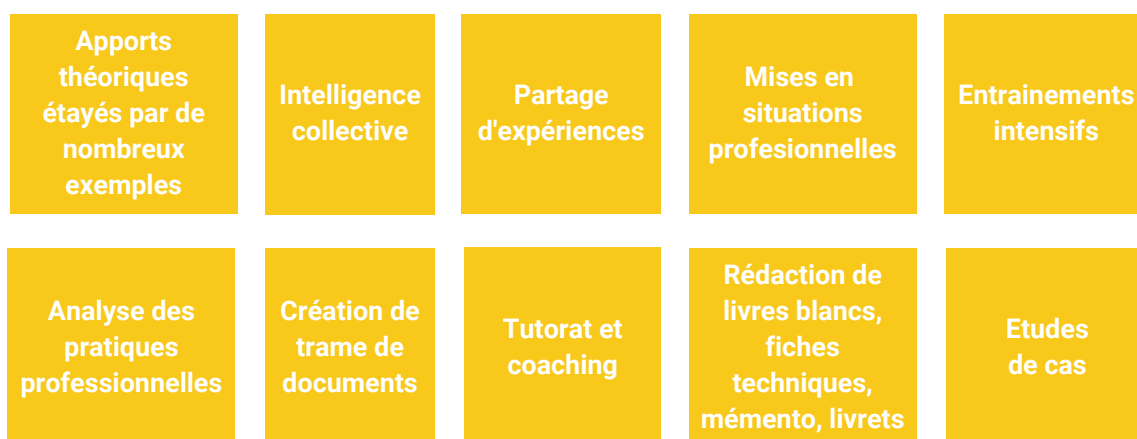 Apports
théoriques
étayés par de
nombreux
exemples
Intelligence
collective
Partage
d'expériences
Mises en
situations
profesionnelles
Entrainements
intensifs
Analyse des
pratiques
professionnelles
Création de
trame de
documents
Tutorat et
coaching
Rédaction de
livres blancs,
fiches
techniques,
mémento, livrets
Etudes
de cas